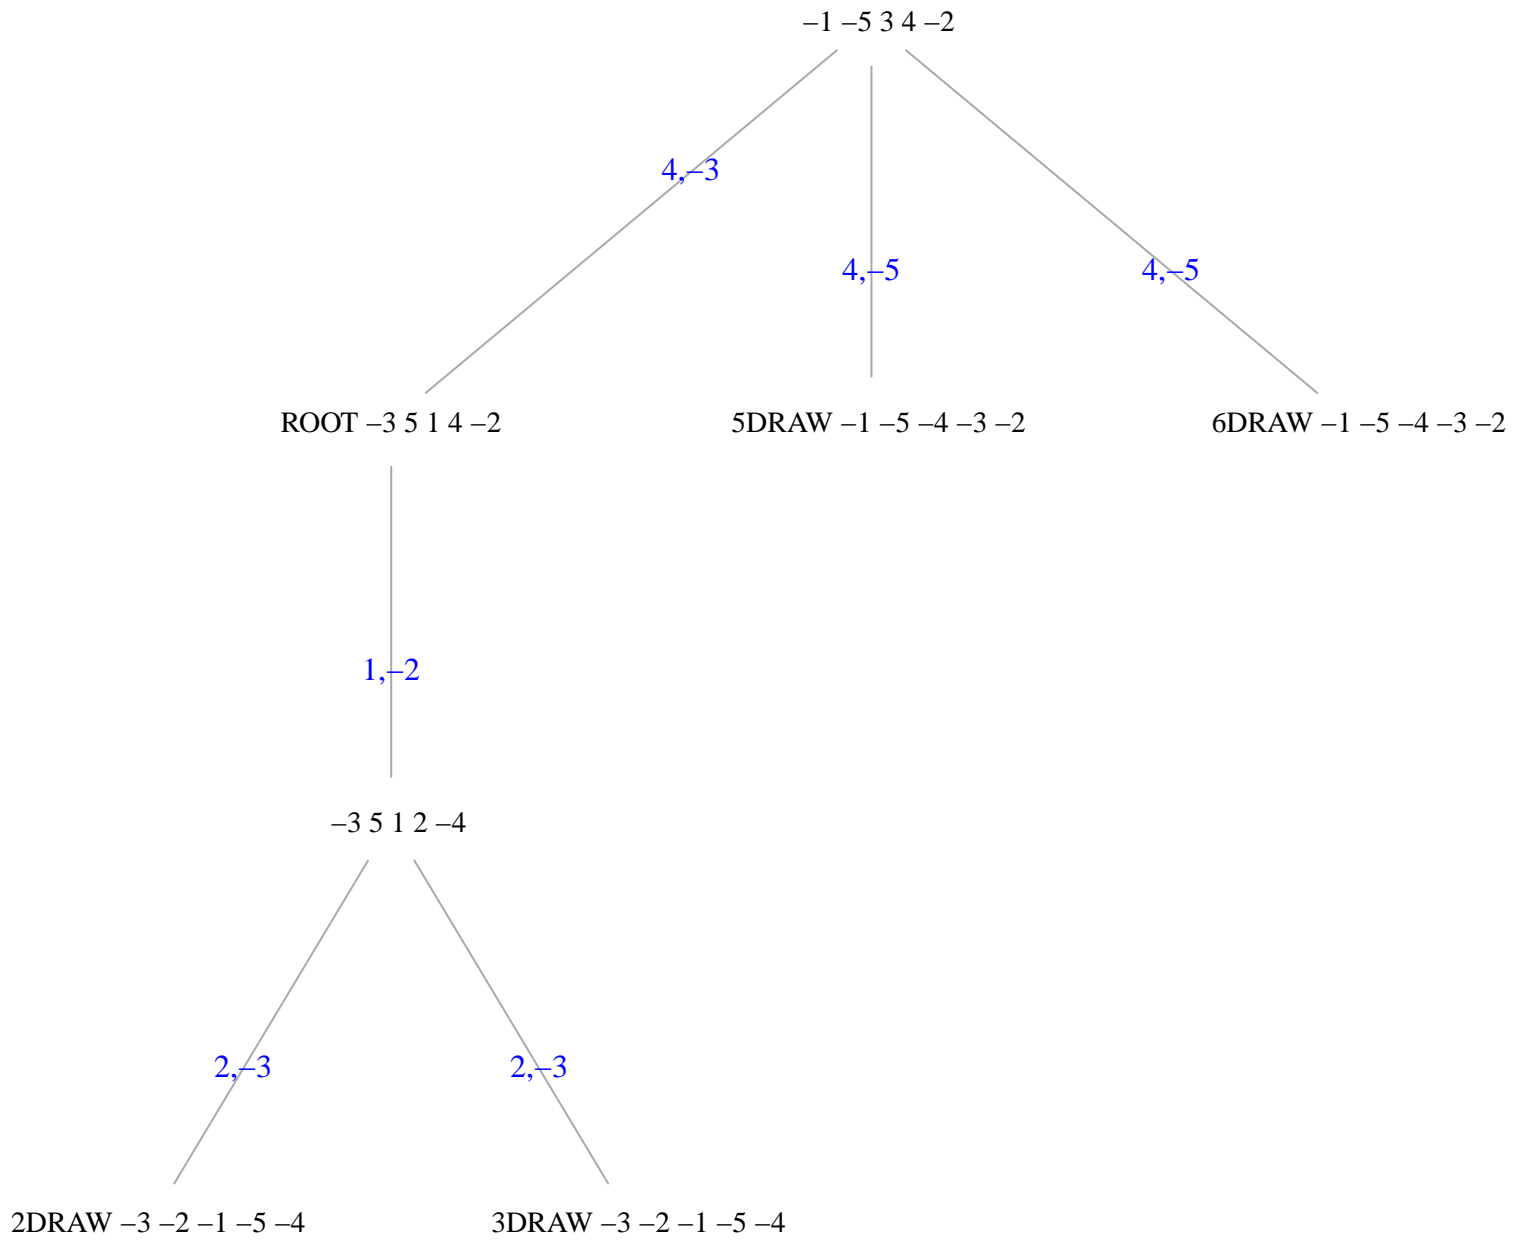 –1 –5 3 4 –2
4,–3
4,–5
4,–5
ROOT –3 5 1 4 –2
5DRAW –1 –5 –4 –3 –2
6DRAW –1 –5 –4 –3 –2
1,–2
–3 5 1 2 –4
2,–3
2,–3
2DRAW –3 –2 –1 –5 –4
3DRAW –3 –2 –1 –5 –4